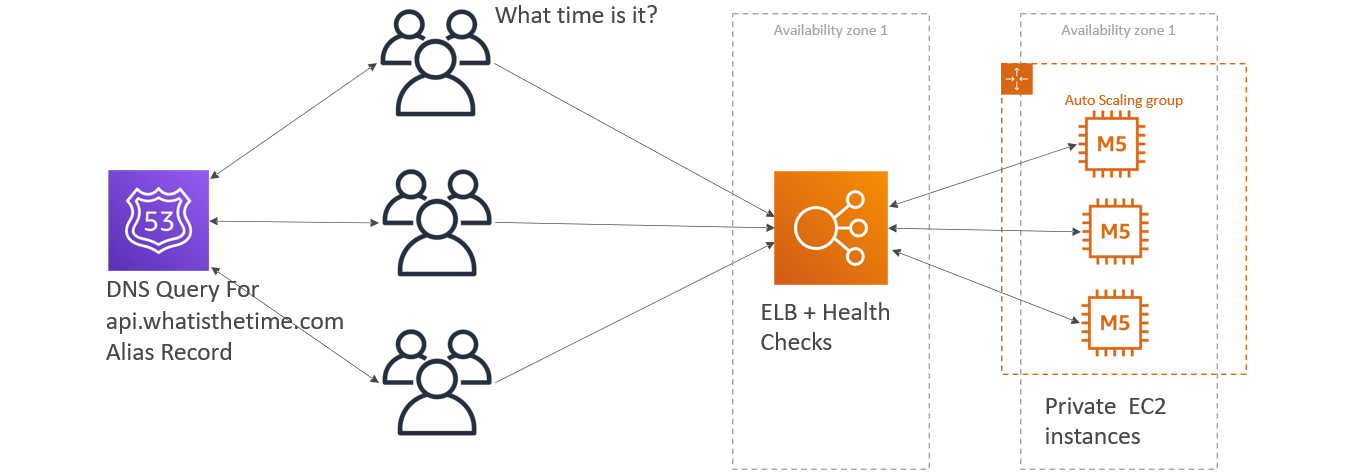 What time is it?
Availability zone 1
Availability zone 1
Auto Scaling group
M5
M5
M5
53
DNS Query For
api.whatisthetime.com
Alias Record
ELB + Health
Checks
Private EC2
instances